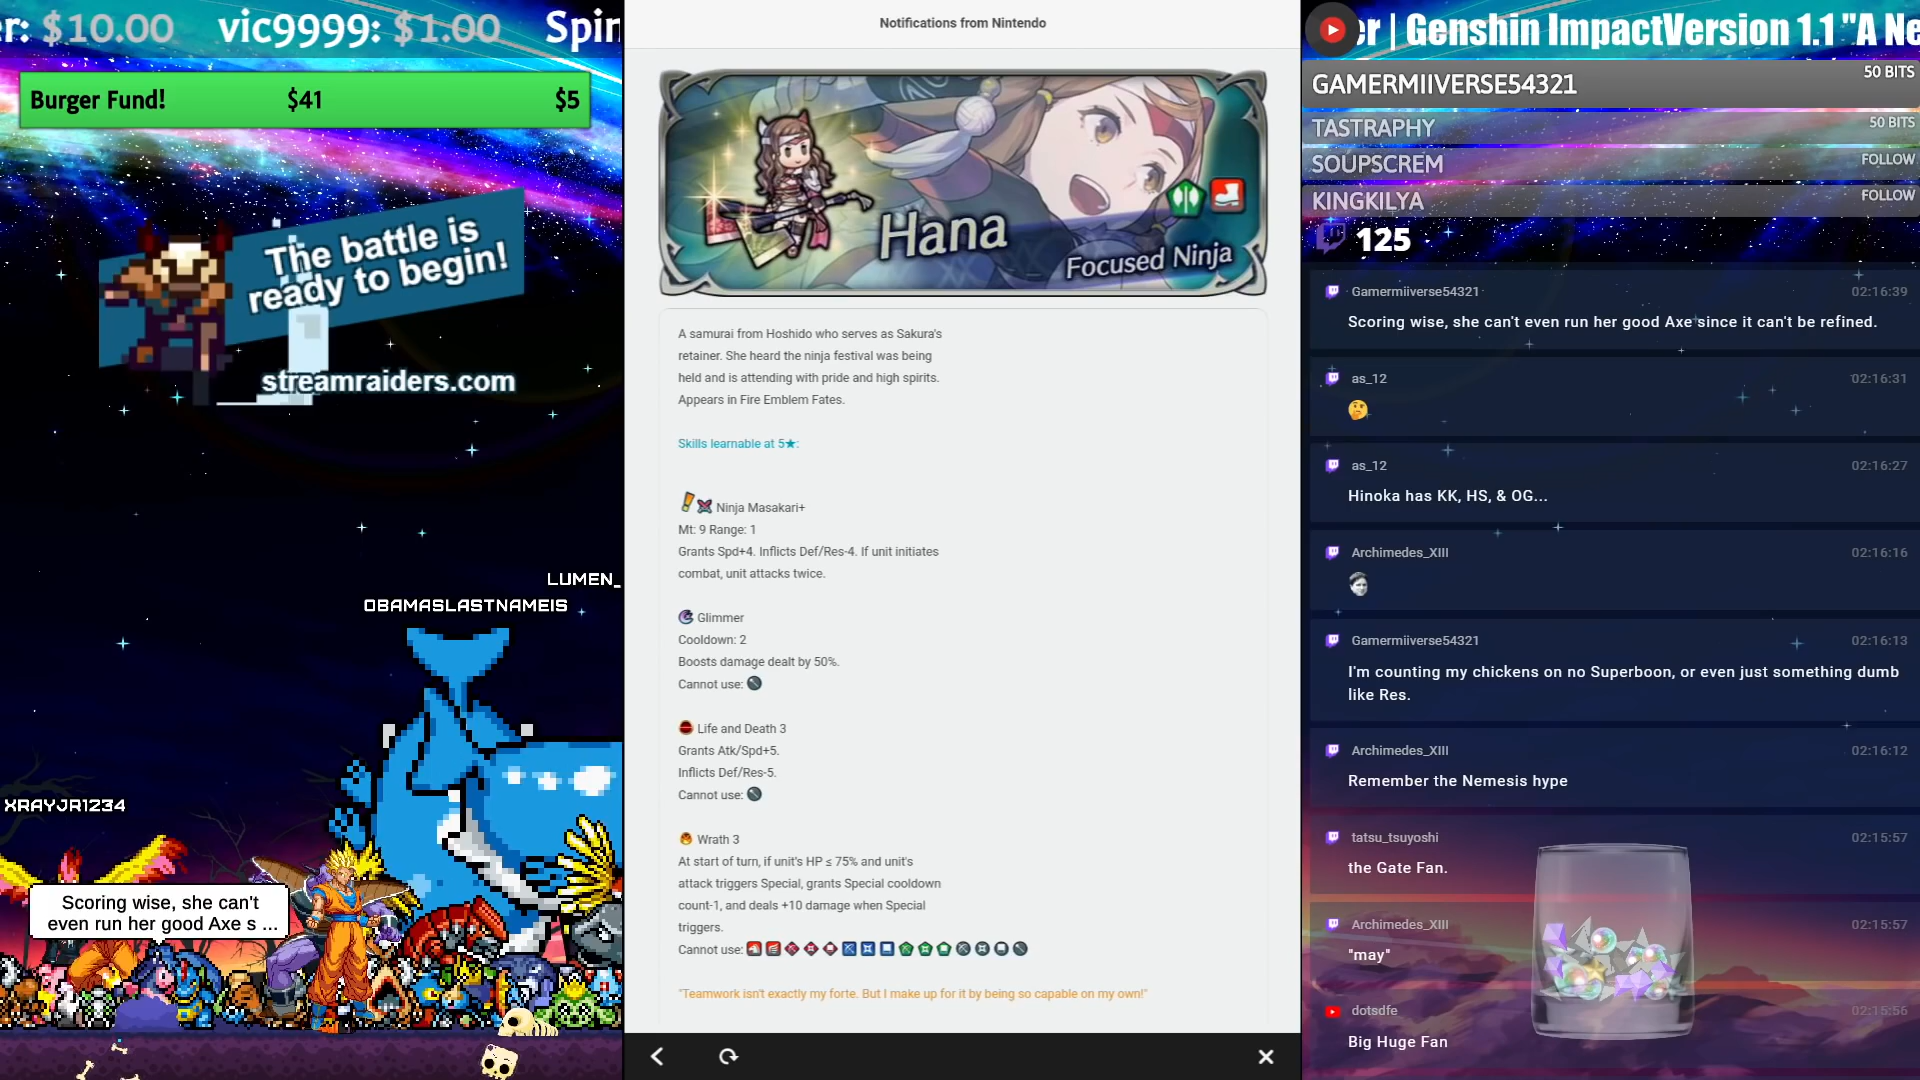 r: $10.00 vic9999: $1.00 Spin
Burger Fund! $41 $5
The battle is
ready to begin!
streamraiders.com
LUMEN_
OBAMASLASTNAMEIS
XRAYJR1234
Scoring wise, she can't
even run her good Axe s ...
Notifications from Nintendo
Hana
Focused Ninja
A samurai from Hoshido who serves as Sakura's
retainer. She heard the ninja festival was being
held and is attending with pride and high spirits.
Appears in Fire Emblem Fates.
Skills learnable at 5★:
Ninja Masakari+
Mt: 9 Range: 1
Grants Spd+4. Inflicts Def/Res-4. If unit initiates
combat, unit attacks twice.
Glimmer
Cooldown: 2
Boosts damage dealt by 50%.
Cannot use:
Life and Death 3
Grants Atk/Spd+5.
Inflicts Def/Res-5.
Cannot use:
Wrath 3
At start of turn, if unit's HP ≤ 75% and unit's
attack triggers Special, grants Special cooldown
count-1, and deals +10 damage when Special
triggers.
Cannot use:
"Teamwork isn't exactly my forte. But I make up for it by being so capable on my own!"
er | Genshin ImpactVersion 1.1 "A Ne
GAMERMIIVERSE54321 50 BITS
TASTRAPHY 50 BITS
SOUPSCREM FOLLOW
KINGKILYA FOLLOW
125
Gamermiiverse54321 02:16:39
Scoring wise, she can't even run her good Axe since it can't be refined.
as_12 02:16:31
as_12 02:16:27
Hinoka has KK, HS, & OG...
Archimedes_XIII 02:16:16
Gamermiiverse54321 02:16:13
I'm counting my chickens on no Superboon, or even just something dumb
like Res.
Archimedes_XIII 02:16:12
Remember the Nemesis hype
tatsu_tsuyoshi 02:15:57
the Gate Fan.
Archimedes_XIII 02:15:57
"may"
dotsdfe 02:15:56
Big Huge Fan